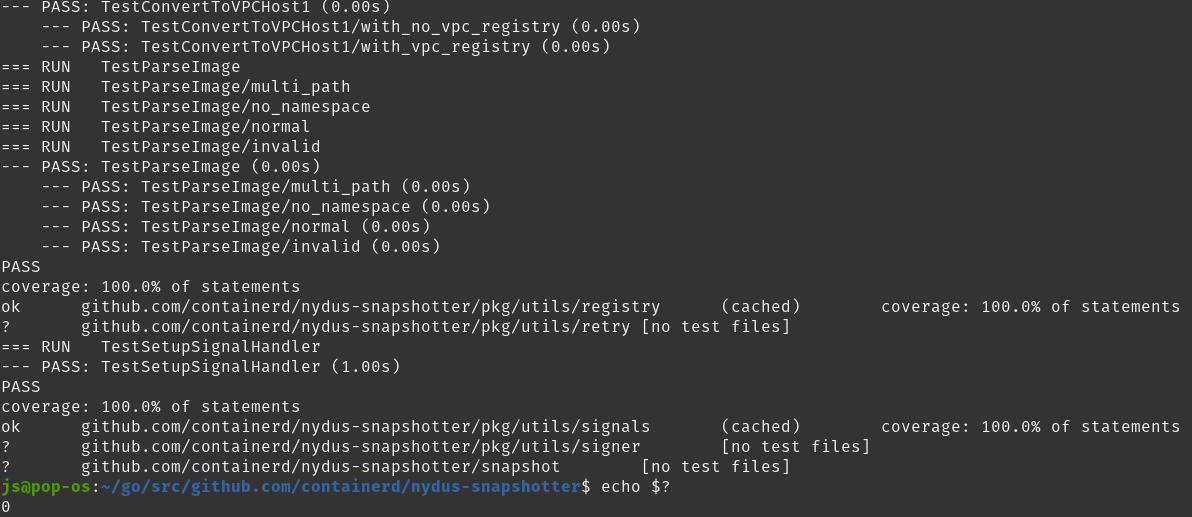 --- PASS: TestConvertToVPCHost1 (0.00s)
    --- PASS: TestConvertToVPCHost1/with_no_vpc_registry (0.00s)
    --- PASS: TestConvertToVPCHost1/with_vpc_registry (0.00s)
=== RUN   TestParseImage
=== RUN   TestParseImage/multi_path
=== RUN   TestParseImage/no_namespace
=== RUN   TestParseImage/normal
=== RUN   TestParseImage/invalid
--- PASS: TestParseImage (0.00s)
    --- PASS: TestParseImage/multi_path (0.00s)
    --- PASS: TestParseImage/no_namespace (0.00s)
    --- PASS: TestParseImage/normal (0.00s)
    --- PASS: TestParseImage/invalid (0.00s)
PASS
coverage: 100.0% of statements
ok      github.com/containerd/nydus-snapshotter/pkg/utils/registry      (cached)        coverage: 100.0% of statements
?       github.com/containerd/nydus-snapshotter/pkg/utils/retry [no test files]
=== RUN   TestSetupSignalHandler
--- PASS: TestSetupSignalHandler (1.00s)
PASS
coverage: 100.0% of statements
ok      github.com/containerd/nydus-snapshotter/pkg/utils/signals       (cached)        coverage: 100.0% of statements
?       github.com/containerd/nydus-snapshotter/pkg/utils/signer        [no test files]
?       github.com/containerd/nydus-snapshotter/snapshot        [no test files]
js@pop-os:~/go/src/github.com/containerd/nydus-snapshotter$ echo $?
0